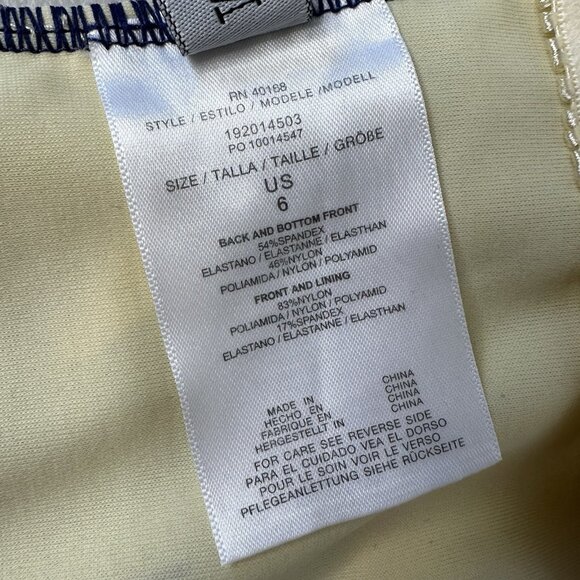 RN 40168
STYLE / ESTILO / MODELE /MODELL
192014503
PO 10014547
SIZE / TALLA / TAILLE / GRÖBE
US
6
BACK AND BOTTOM FRONT
54%SPANDEX
ELASTANO / ELASTANNE / ELASTHAN
46%NYLON
POLIAMIDA / NYLON / POLYAMID
FRONT AND LINING
83%NYLON
POLIAMIDA / NYLON / POLYAMID
17%SPANDEX
ELASTANO / ELASTANNE / ELASTHAN
MADE IN CHINA
HECHO EN CHINA
FABRIQUE EN CHINA
HERGESTELLT IN CHINA
FOR CARE SEE REVERSE SIDE
PARA EL CUIDADO VEA EL DORSO
POUR LE SOIN VOIR LE VERSO
PFLEGEANLEITUNG SIEHE RÜCKSEITE